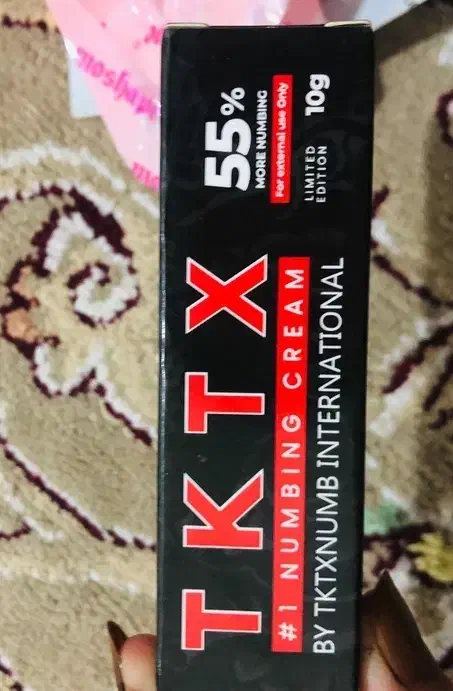 TKTX
#1 NUMBING CREAM
BY TKTXNUMB INTERNATIONAL
55%
MORE NUMBING
For external use Only
LIMITED
EDITION
10g